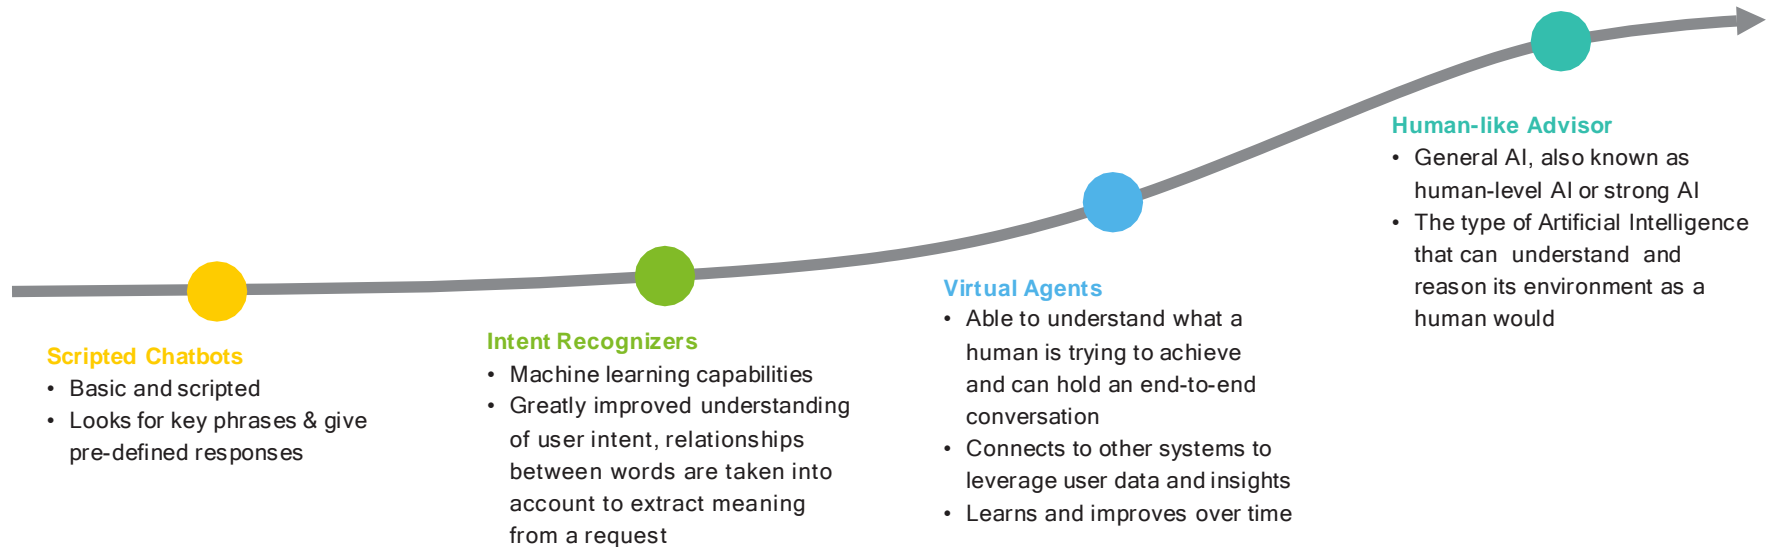 Scripted Chatbots
• Basic and scripted
• Looks for key phrases & give
pre-defined responses
Intent Recognizers
• Machine learning capabilities
• Greatly improved understanding
of user intent, relationships
between words are taken into
account to extract meaning
from a request
Virtual Agents
• Able to understand what a
human is trying to achieve
and can hold an end-to-end
conversation
• Connects to other systems to
leverage user data and insights
• Learns and improves over time
Human-like Advisor
• General AI, also known as
human-level AI or strong AI
• The type of Artificial Intelligence
that can understand and
reason its environment as a
human would